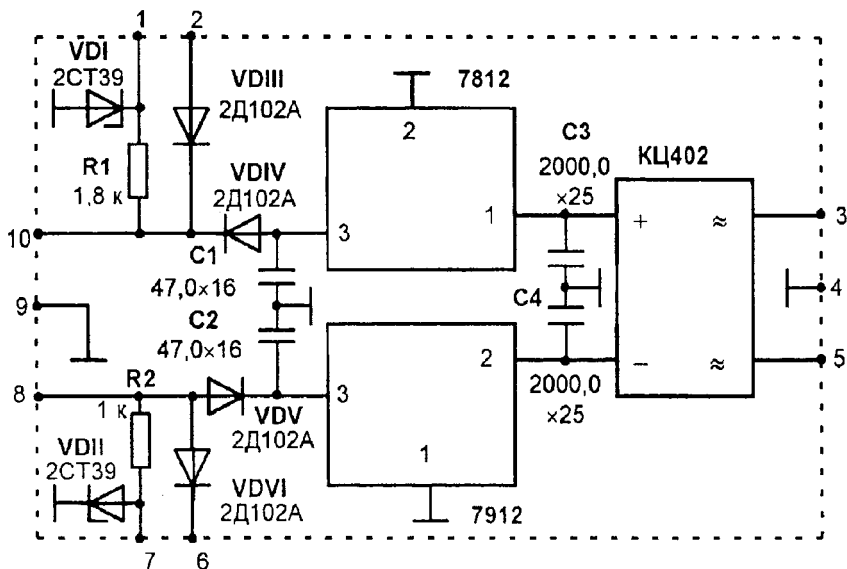 1
2
VDI
2СТ39
VDIII
2Д102А
7812
2
C3
2000,0
×25
КЦ402
R1
1,8 к
VDIV
2Д102А
1
+
≈
3
10
3
C1
47,0×16
C4
4
9
C2
47,0×16
2
−
≈
5
8
R2
1 к
3
2000,0
×25
VDV
2Д102А
VDII
2СТ39
1
VDVI
2Д102А
7912
7
6